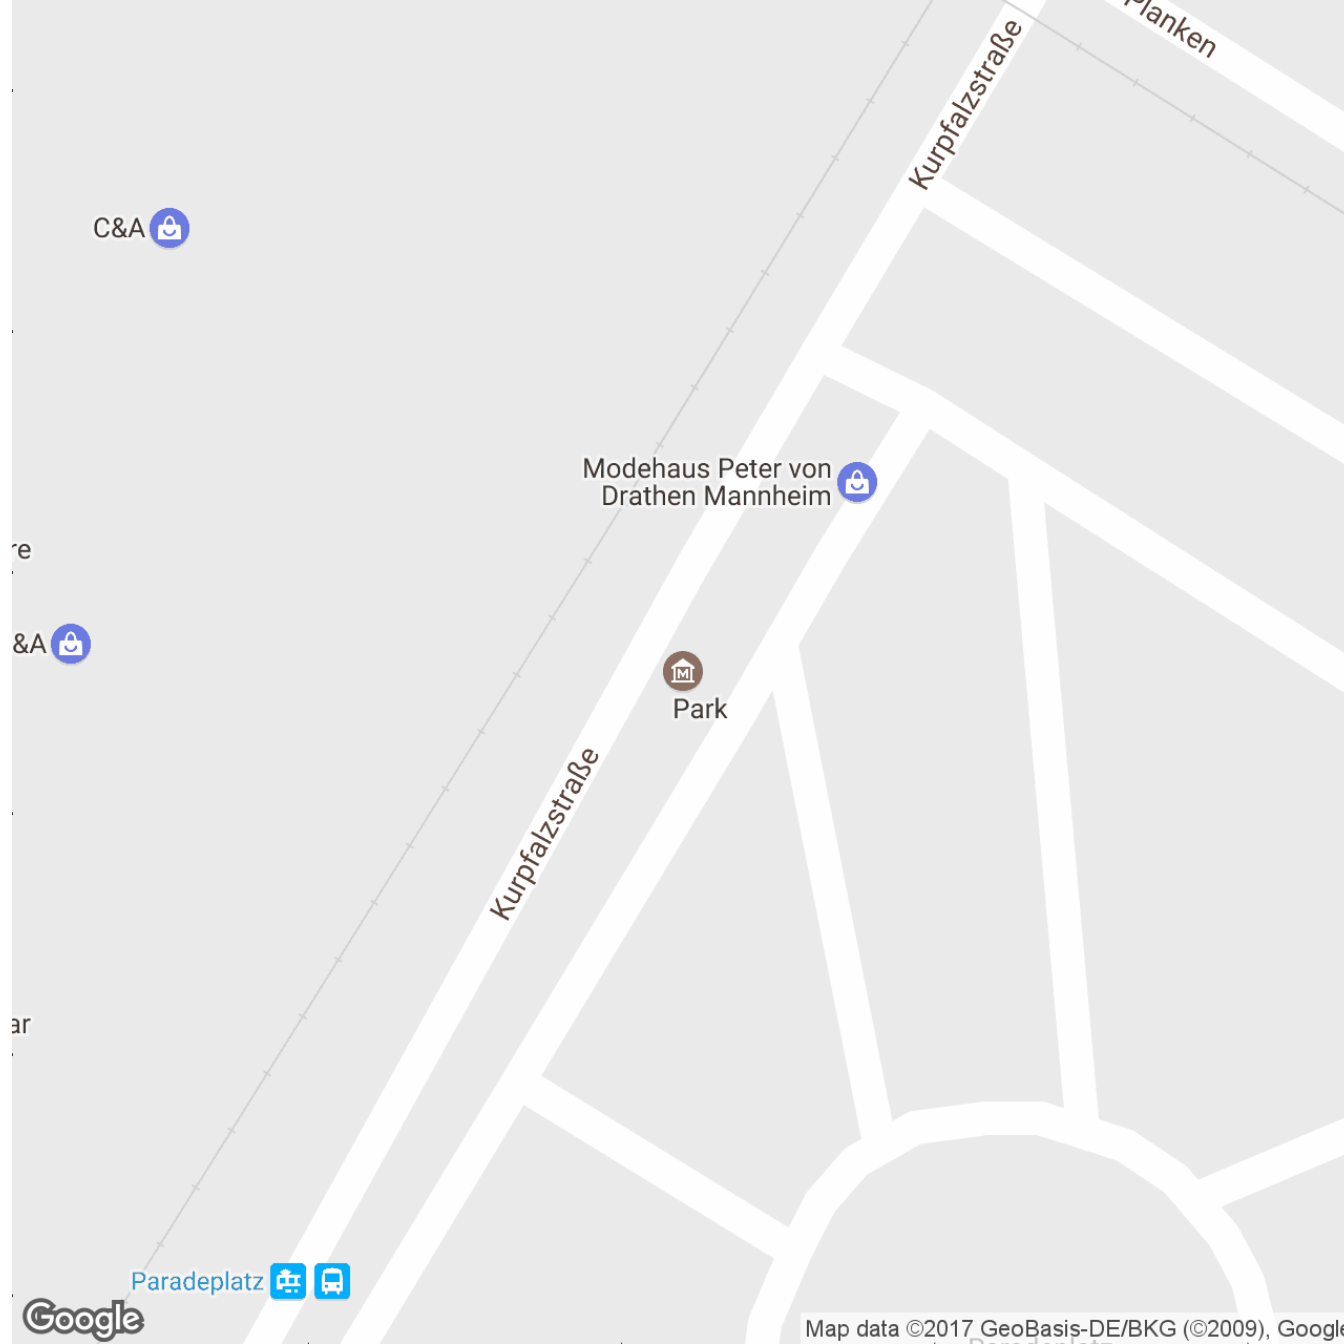 Planken
Kurpfalzstraße
C&A
Modehaus Peter von
Drathen Mannheim
re
&A
Park
Kurpfalzstraße
ar
Paradeplatz
Google
Map data ©2017 GeoBasis-DE/BKG (©2009), Google